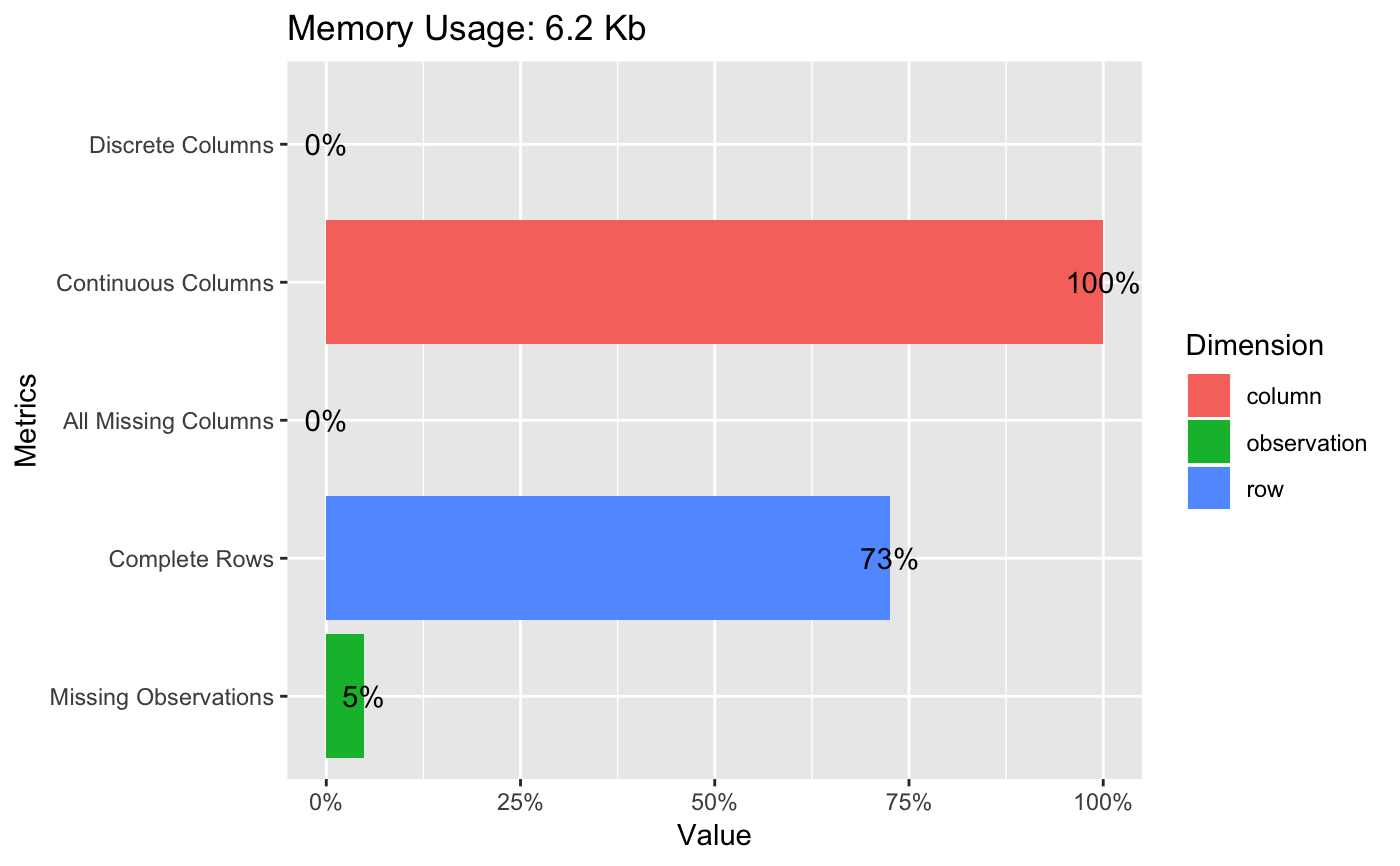 Memory Usage: 6.2 Kb
Metrics
Discrete Columns
0%
Continuous Columns
100%
All Missing Columns
0%
Complete Rows
73%
Missing Observations
5%
0% 25% 50% 75% 100%
Value
Dimension
column
observation
row